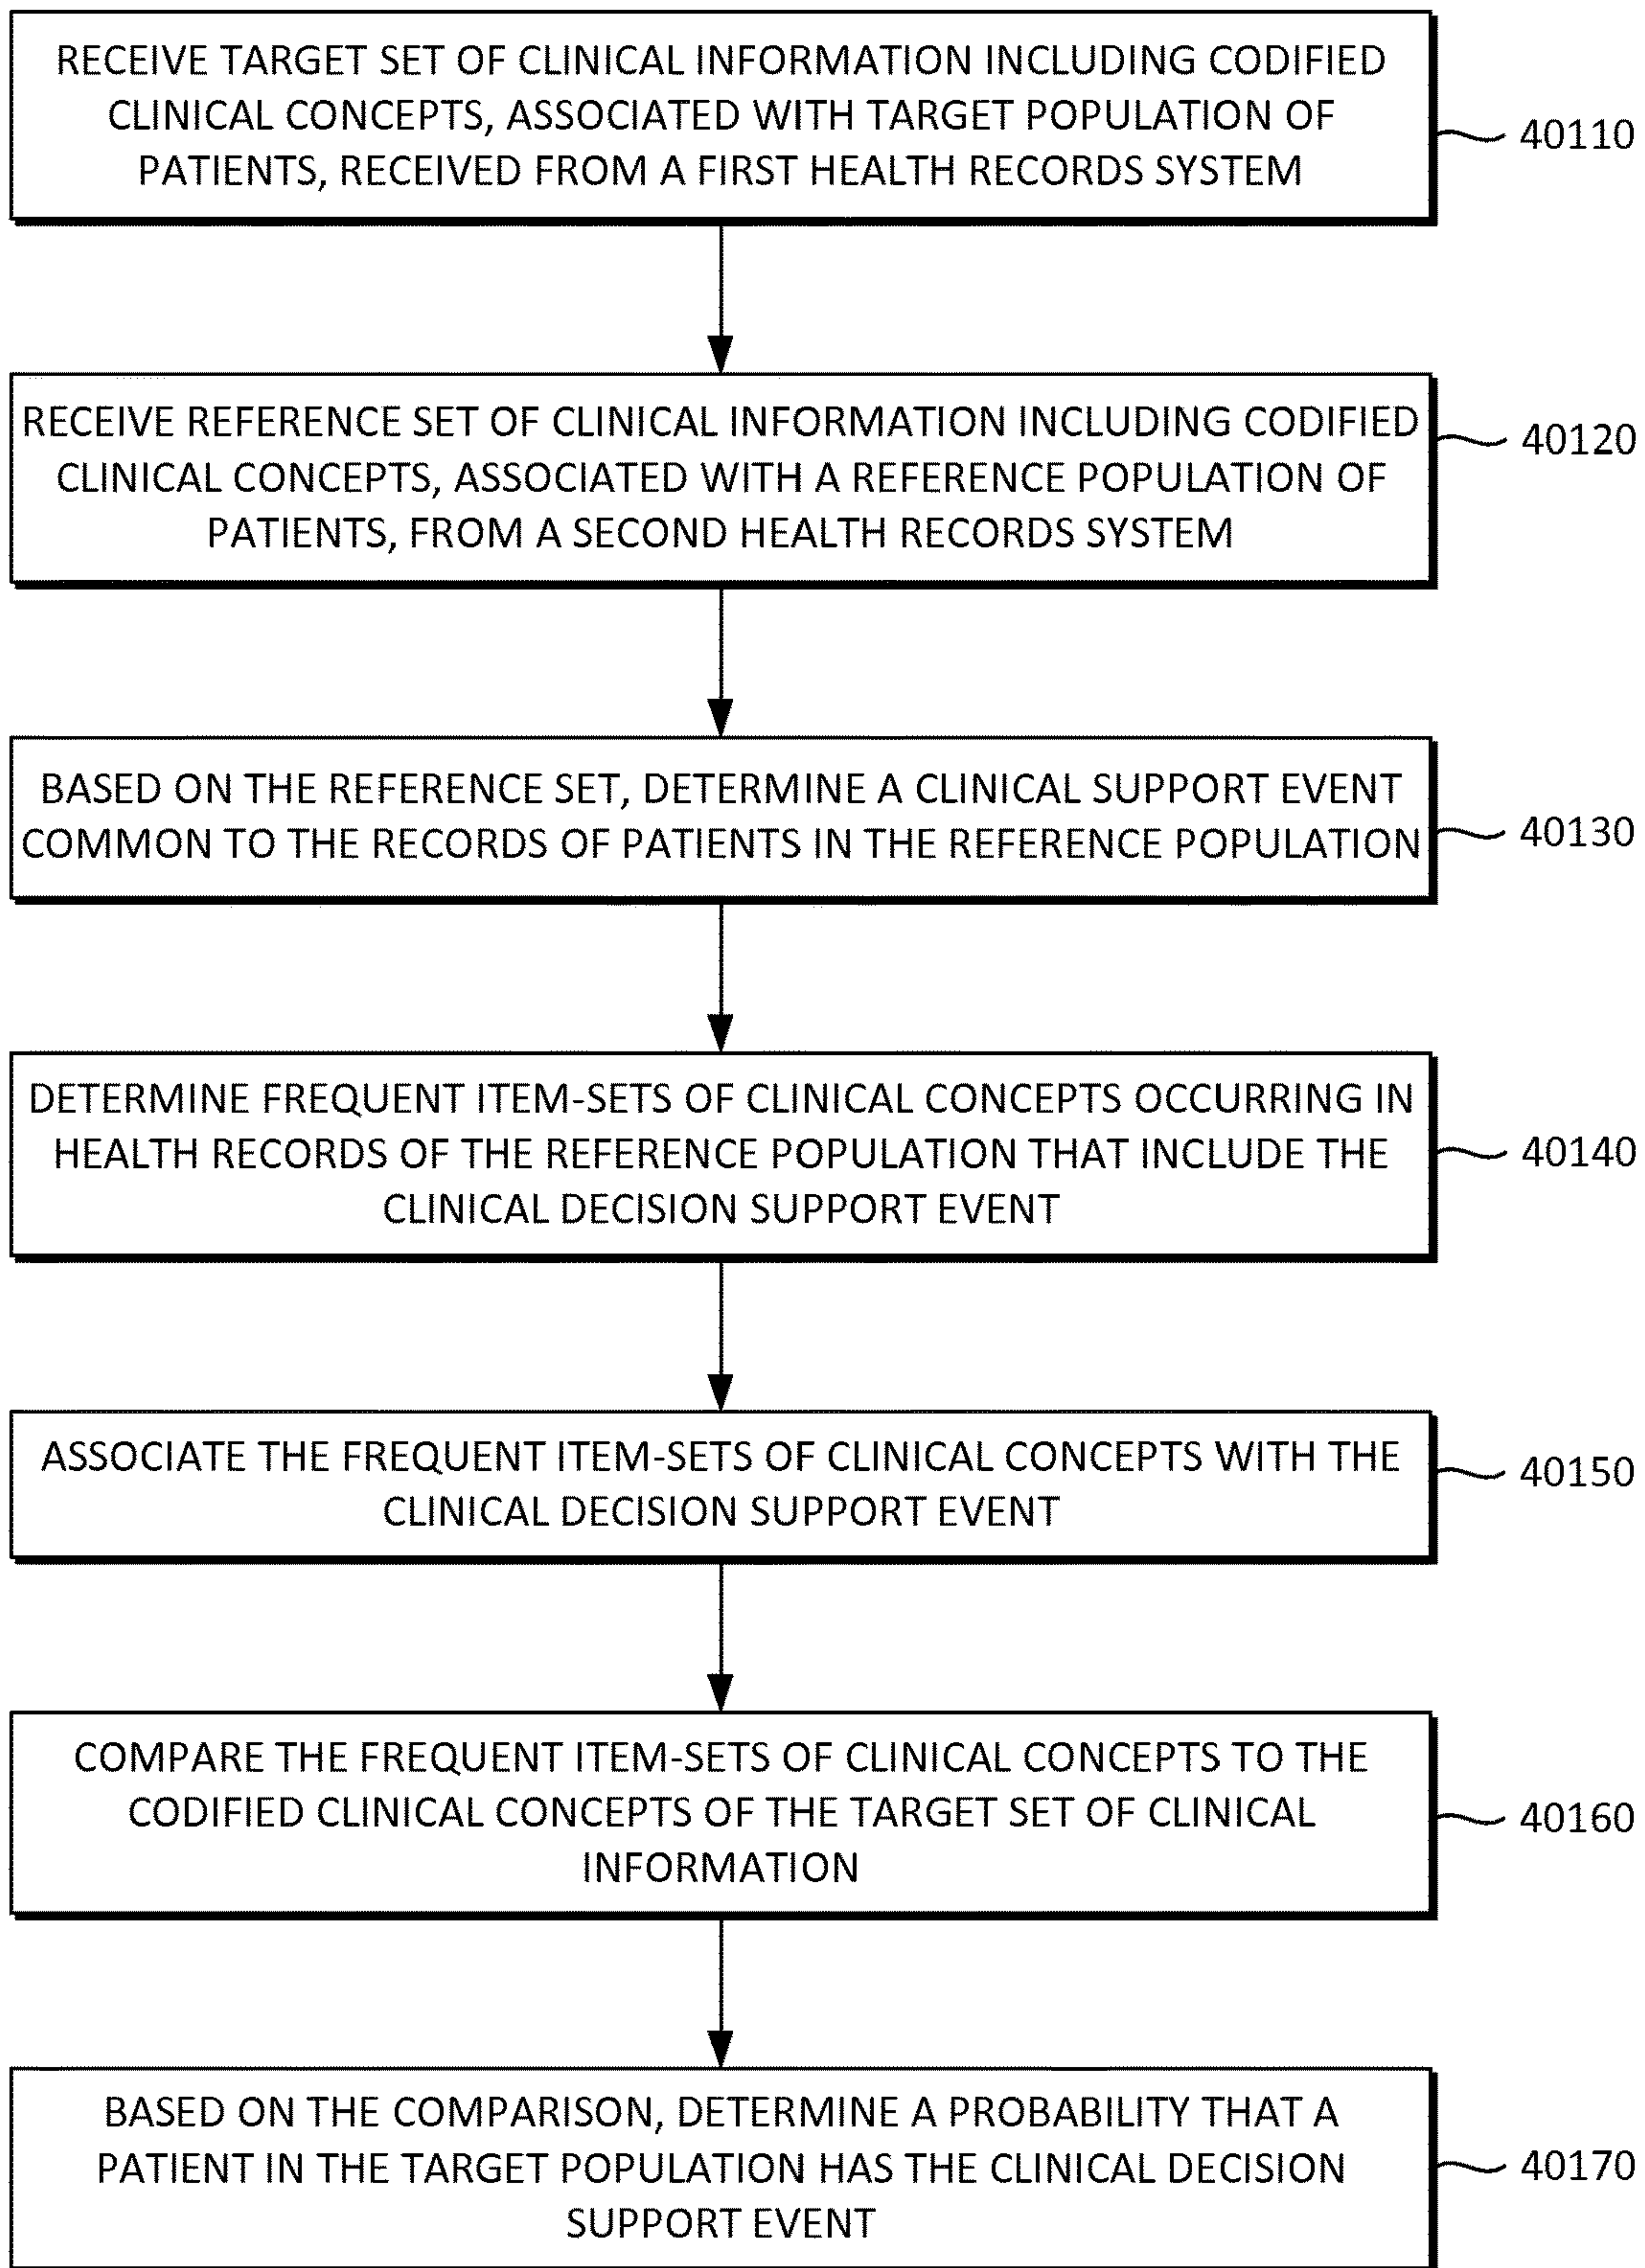 RECEIVE TARGET SET OF CLINICAL INFORMATION INCLUDING CODIFIED
CLINICAL CONCEPTS, ASSOCIATED WITH TARGET POPULATION OF
PATIENTS, RECEIVED FROM A FIRST HEALTH RECORDS SYSTEM
40110
RECEIVE REFERENCE SET OF CLINICAL INFORMATION INCLUDING CODIFIED
CLINICAL CONCEPTS, ASSOCIATED WITH A REFERENCE POPULATION OF
PATIENTS, FROM A SECOND HEALTH RECORDS SYSTEM
40120
BASED ON THE REFERENCE SET, DETERMINE A CLINICAL SUPPORT EVENT
COMMON TO THE RECORDS OF PATIENTS IN THE REFERENCE POPULATION
40130
DETERMINE FREQUENT ITEM-SETS OF CLINICAL CONCEPTS OCCURRING IN
HEALTH RECORDS OF THE REFERENCE POPULATION THAT INCLUDE THE
CLINICAL DECISION SUPPORT EVENT
40140
ASSOCIATE THE FREQUENT ITEM-SETS OF CLINICAL CONCEPTS WITH THE
CLINICAL DECISION SUPPORT EVENT
40150
COMPARE THE FREQUENT ITEM-SETS OF CLINICAL CONCEPTS TO THE
CODIFIED CLINICAL CONCEPTS OF THE TARGET SET OF CLINICAL
INFORMATION
40160
BASED ON THE COMPARISON, DETERMINE A PROBABILITY THAT A
PATIENT IN THE TARGET POPULATION HAS THE CLINICAL DECISION
SUPPORT EVENT
40170